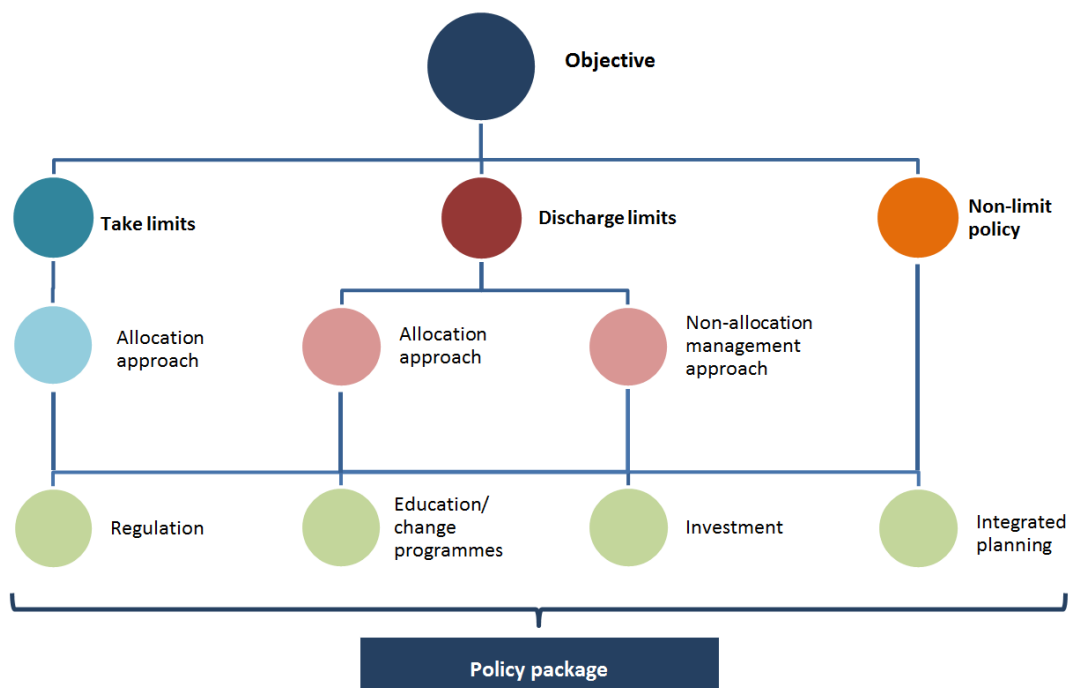 Objective
Take limits
Discharge limits
Non-limit
policy
Allocation
approach
Allocation
approach
Non-allocation
management
approach
Regulation
Education/
change
programmes
Investment
Integrated
planning
Policy package